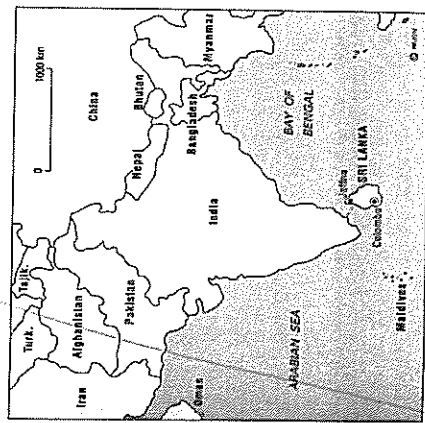 0 1000 km
Turk.
Tajik.
China
Afghanistan
Iran
Pakistan
Nepal
Bhutan
Bangladesh
Myanmar
India
Oman
ARABIAN SEA
BAY OF
BENGAL
Jaffna
SRI LANKA
Colombo
Maldives